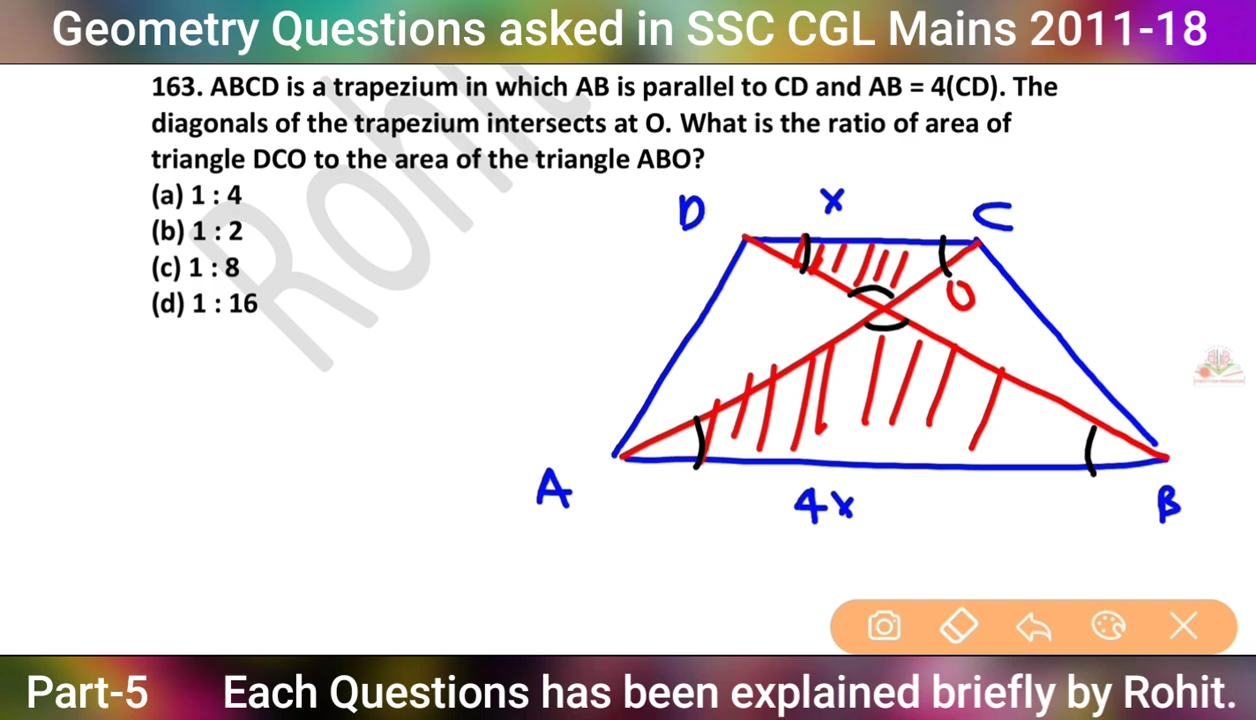 Geometry Questions asked in SSC CGL Mains 2011-18
163. ABCD is a trapezium in which AB is parallel to CD and AB = 4(CD). The
diagonals of the trapezium intersects at O. What is the ratio of area of
triangle DCO to the area of the triangle ABO?
(a) 1 : 4
(b) 1 : 2
(c) 1 : 8
(d) 1 : 16
Rohit
D x C
O
A 4x B
Part-5 Each Questions has been explained briefly by Rohit.